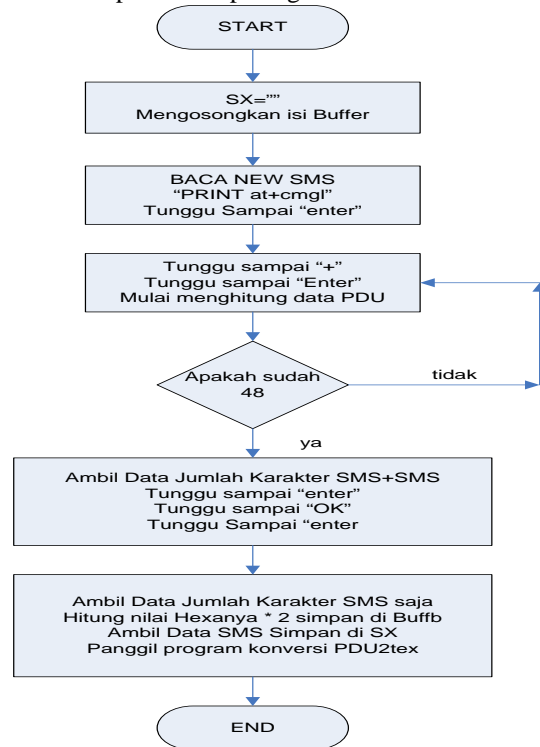 START
SX=""
Mengosongkan isi Buffer
BACA NEW SMS
“PRINT at+cmgl”
Tunggu Sampai “enter”
Tunggu sampai “+”
Tunggu sampai “Enter”
Mulai menghitung data PDU
Apakah sudah
48
tidak
ya
Ambil Data Jumlah Karakter SMS+SMS
Tunggu sampai “enter”
Tunggu sampai “OK”
Tunggu Sampai “enter
Ambil Data Jumlah Karakter SMS saja
Hitung nilai Hexanya * 2 simpan di Buffb
Ambil Data SMS Simpan di SX
Panggil program konversi PDU2tex
END